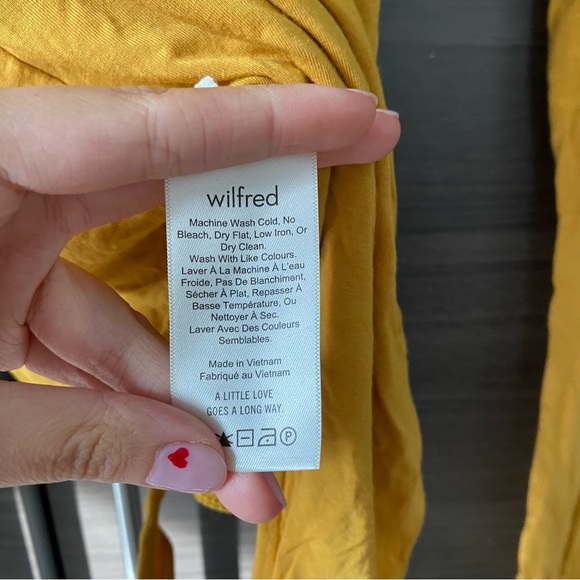 wilfred
Machine Wash Cold, No
Bleach, Dry Flat, Low Iron, Or
Dry Clean.
Wash With Like Colours.
Laver À La Machine À L'eau
Froide, Pas De Blanchiment,
Sécher À Plat, Repasser À
Basse Température, Ou
Nettoyer À Sec.
Laver Avec Des Couleurs
Semblables.
Made in Vietnam
Fabriqué au Vietnam
A LITTLE LOVE
GOES A LONG WAY.
P